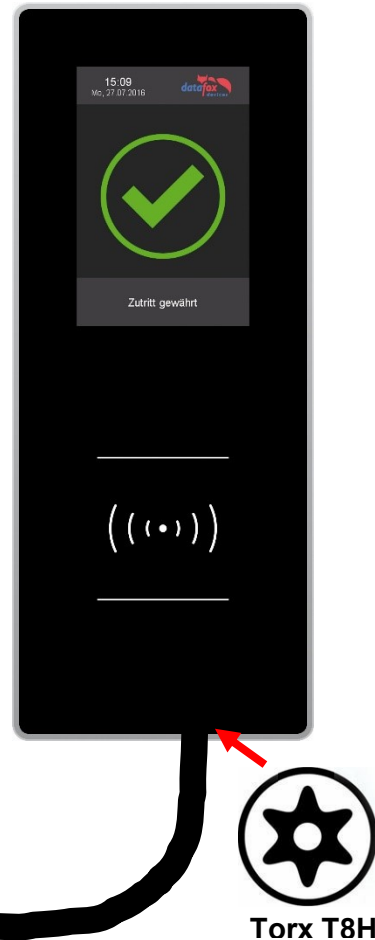 15:09
Mo, 27.07.2016
datafox
Zutritt gewährt
Torx T8H